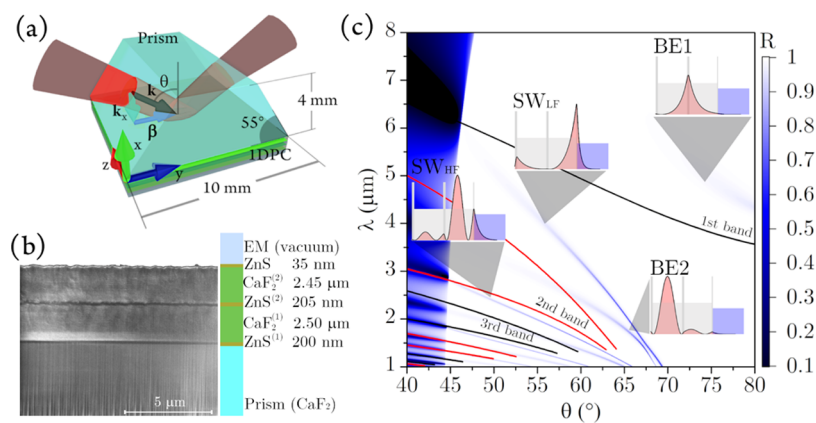 (a)
Prism
θ
k
kₓ
β
4 mm
55°
x
1DPC
z
y
10 mm
(b)
EM (vacuum)
ZnS 35 nm
CaF₂⁽²⁾ 2.45 μm
ZnS⁽²⁾ 205 nm
CaF₂⁽¹⁾ 2.50 μm
ZnS⁽¹⁾ 200 nm
5 μm
Prism (CaF₂)
(c)
λ (μm)
8
7
6
5
4
3
2
1
BE1
SW_LF
SW_HF
1st band
BE2
2nd band
3rd band
40 45 50 55 60 65 70 75 80
θ (°)
R
1
0.9
0.8
0.7
0.6
0.5
0.4
0.3
0.2
0.1